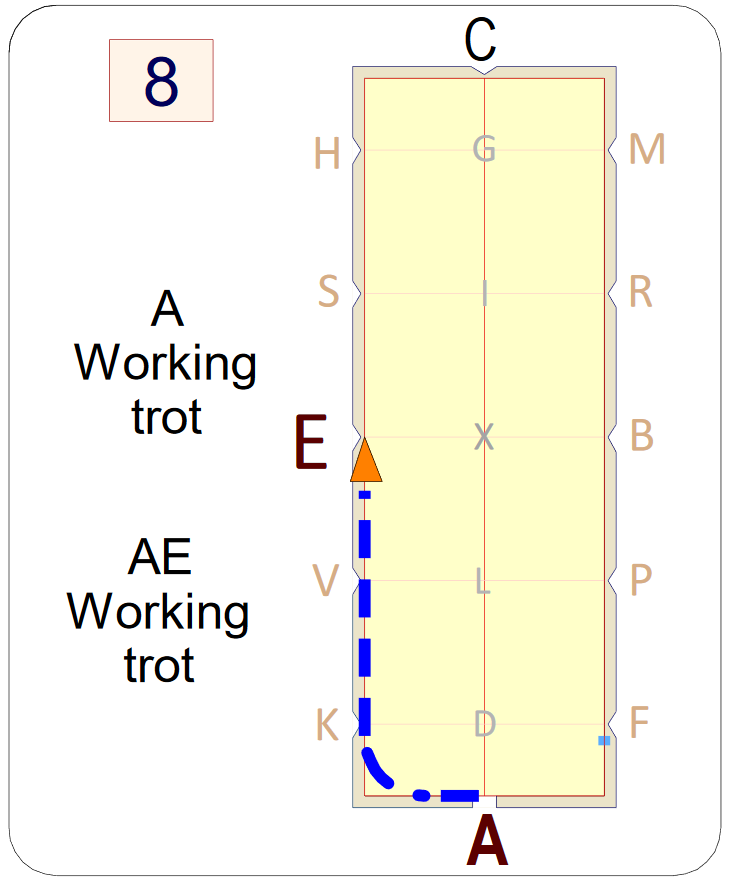 8
C
H G M
S I R
A
Working
trot
E X B
AE
Working
trot
V L P
K D F
A